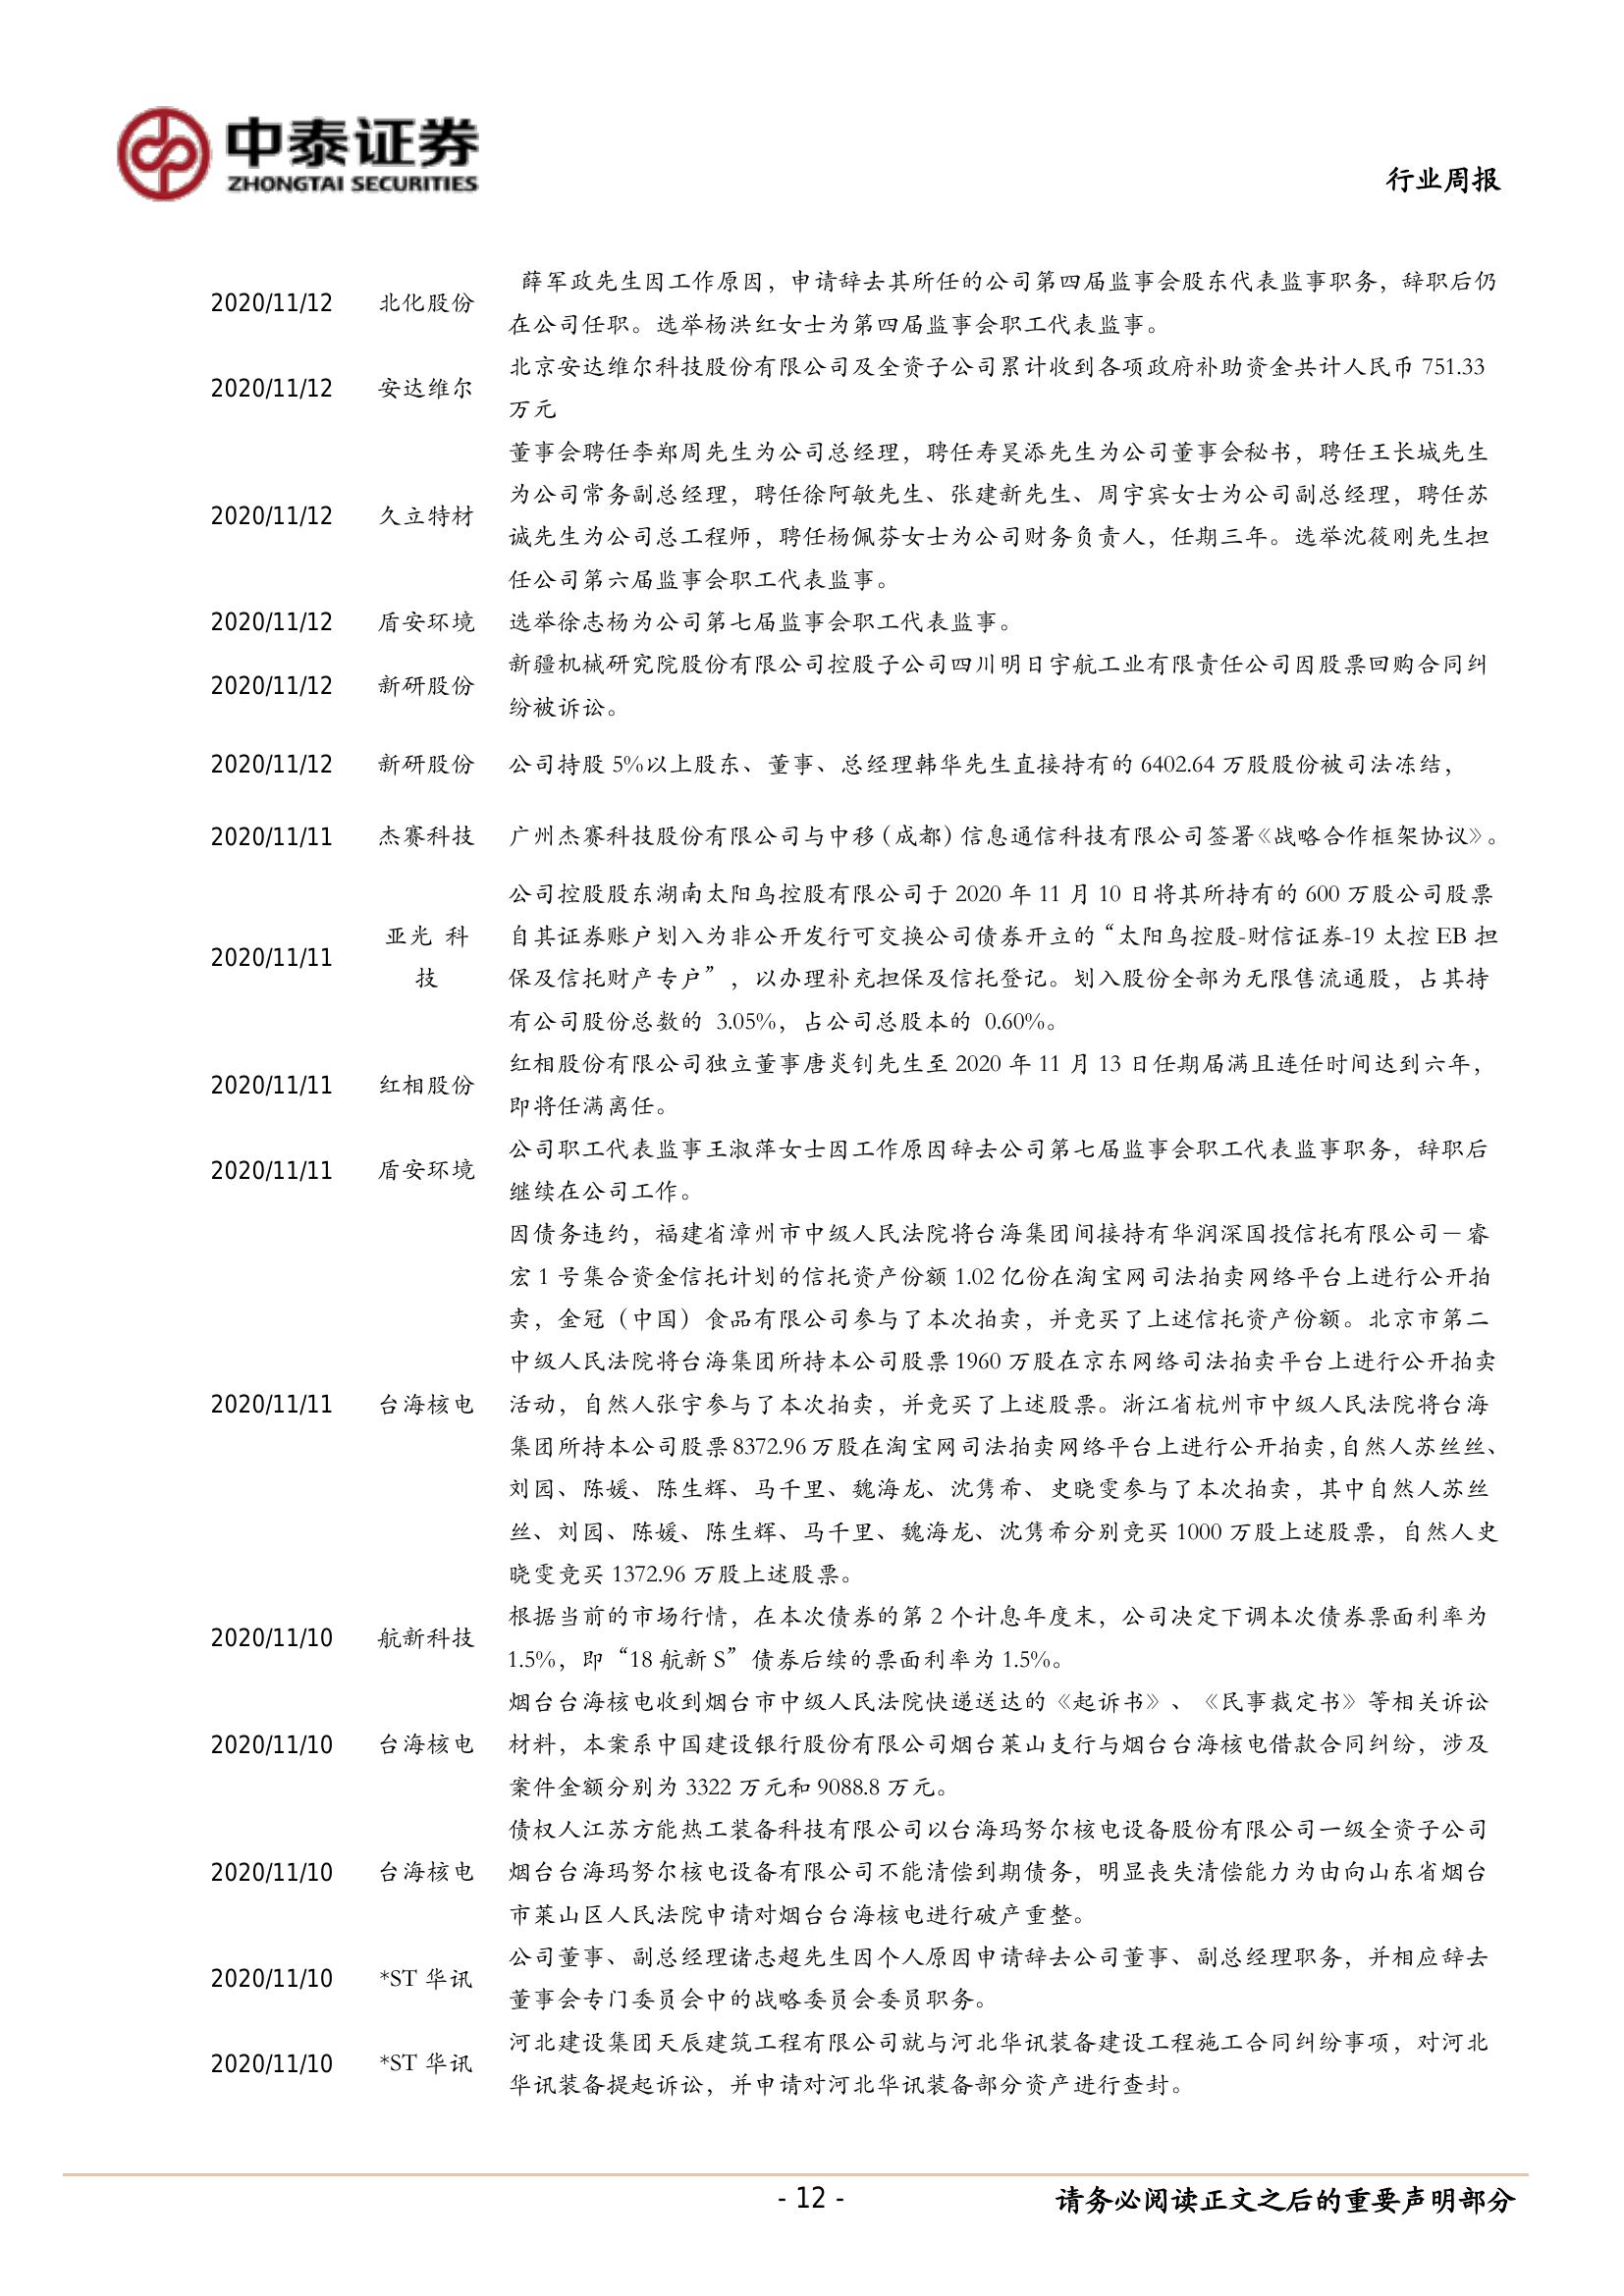 中泰证券
ZHONGTAI SECURITIES
行业周报
2020/11/12 北化股份 薛军政先生因工作原因，申请辞去其所任的公司第四届监事会股东代表监事职务，辞职后仍
在公司任职。选举杨洪红女士为第四届监事会职工代表监事。
2020/11/12 安达维尔 北京安达维尔科技股份有限公司及全资子公司累计收到各项政府补助资金共计人民币 751.33
万元
2020/11/12 久立特材 董事会聘任李郑周先生为公司总经理，聘任寿昊添先生为公司董事会秘书，聘任王长城先生
为公司常务副总经理，聘任徐阿敏先生、张建新先生、周宇宾女士为公司副总经理，聘任苏
诚先生为公司总工程师，聘任杨佩芬女士为公司财务负责人，任期三年。选举沈筱刚先生担
任公司第六届监事会职工代表监事。
2020/11/12 盾安环境 选举徐志杨为公司第七届监事会职工代表监事。
2020/11/12 新研股份 新疆机械研究院股份有限公司控股子公司四川明日宇航工业有限责任公司因股票回购合同纠
纷被诉讼。
2020/11/12 新研股份 公司持股 5%以上股东、董事、总经理韩华先生直接持有的 6402.64 万股股份被司法冻结，
2020/11/11 杰赛科技 广州杰赛科技股份有限公司与中移（成都）信息通信科技有限公司签署《战略合作框架协议》。
2020/11/11 亚光 科技 公司控股股东湖南太阳鸟控股有限公司于 2020 年 11 月 10 日将其所持有的 600 万股公司股票
自其证券账户划入为非公开发行可交换公司债券开立的“太阳鸟控股-财信证券-19 太控 EB 担
保及信托财产专户”，以办理补充担保及信托登记。划入股份全部为无限售流通股，占其持
有公司股份总数的 3.05%，占公司总股本的 0.60%。
2020/11/11 红相股份 红相股份有限公司独立董事唐炎钊先生至 2020 年 11 月 13 日任期届满且连任时间达到六年，
即将任满离任。
2020/11/11 盾安环境 公司职工代表监事王淑萍女士因工作原因辞去公司第七届监事会职工代表监事职务，辞职后
继续在公司工作。
2020/11/11 台海核电 因债务违约，福建省漳州市中级人民法院将台海集团间接持有华润深国投信托有限公司－睿
宏 1 号集合资金信托计划的信托资产份额 1.02 亿份在淘宝网司法拍卖网络平台上进行公开拍
卖，金冠（中国）食品有限公司参与了本次拍卖，并竞买了上述信托资产份额。北京市第二
中级人民法院将台海集团所持本公司股票 1960 万股在京东网络司法拍卖平台上进行公开拍卖
活动，自然人张宇参与了本次拍卖，并竞买了上述股票。浙江省杭州市中级人民法院将台海
集团所持本公司股票 8372.96 万股在淘宝网司法拍卖网络平台上进行公开拍卖，自然人苏丝丝、
刘园、陈媛、陈生辉、马千里、魏海龙、沈隽希、史晓雯参与了本次拍卖，其中自然人苏丝
丝、刘园、陈媛、陈生辉、马千里、魏海龙、沈隽希分别竞买 1000 万股上述股票，自然人史
晓雯竞买 1372.96 万股上述股票。
2020/11/10 航新科技 根据当前的市场行情，在本次债券的第 2 个计息年度末，公司决定下调本次债券票面利率为
1.5%，即“18 航新 S”债券后续的票面利率为 1.5%。
2020/11/10 台海核电 烟台台海核电收到烟台市中级人民法院快递送达的《起诉书》、《民事裁定书》等相关诉讼
材料，本案系中国建设银行股份有限公司烟台莱山支行与烟台台海核电借款合同纠纷，涉及
案件金额分别为 3322 万元和 9088.8 万元。
2020/11/10 台海核电 债权人江苏方能热工装备科技有限公司以台海玛努尔核电设备股份有限公司一级全资子公司
烟台台海玛努尔核电设备有限公司不能清偿到期债务，明显丧失清偿能力为由向山东省烟台
市莱山区人民法院申请对烟台台海核电进行破产重整。
2020/11/10 *ST 华讯 公司董事、副总经理诸志超先生因个人原因申请辞去公司董事、副总经理职务，并相应辞去
董事会专门委员会中的战略委员会委员职务。
2020/11/10 *ST 华讯 河北建设集团天辰建筑工程有限公司就与河北华讯装备建设工程施工合同纠纷事项，对河北
华讯装备提起诉讼，并申请对河北华讯装备部分资产进行查封。
- 12 -
请务必阅读正文之后的重要声明部分